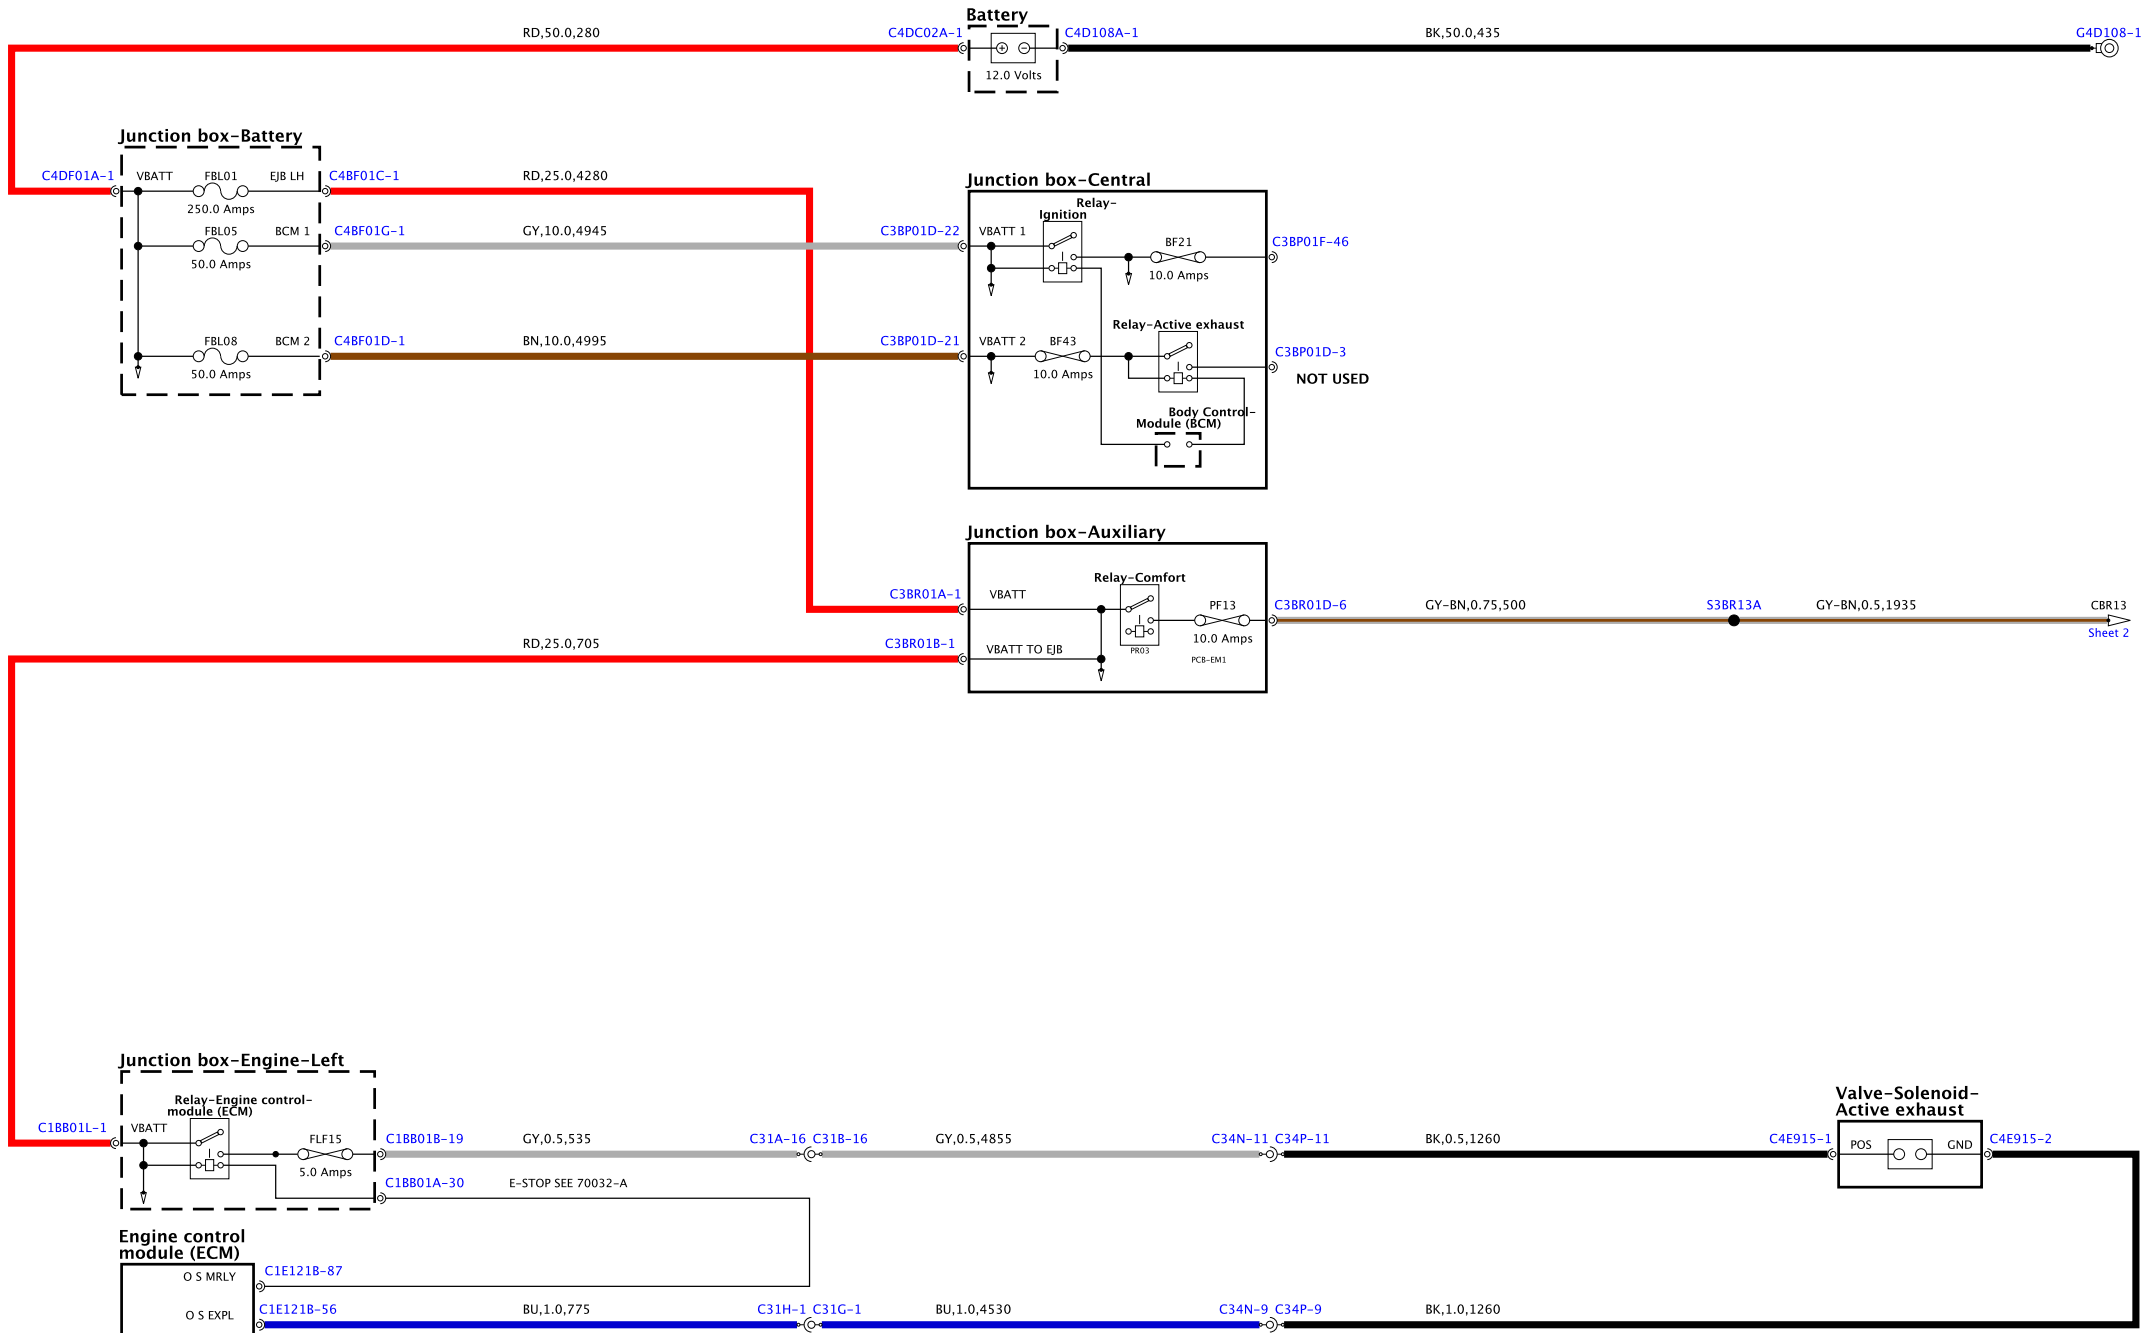 Battery
RD,50.0,280
C4DC02A-1
C4D108A-1
BK,50.0,435
G4D108-1
12.0 Volts
Junction box-Battery
C4DF01A-1
VBATT
FBL01
EJB LH
C4BF01C-1
RD,25.0,4280
250.0 Amps
FBL05
BCM 1
C4BF01G-1
GY,10.0,4945
C3BP01D-22
50.0 Amps
FBL08
BCM 2
C4BF01D-1
BN,10.0,4995
C3BP01D-21
50.0 Amps
Junction box-Central
Relay-
Ignition
VBATT 1
BF21
C3BP01F-46
10.0 Amps
Relay-Active exhaust
VBATT 2
BF43
C3BP01D-3
10.0 Amps
NOT USED
Body Control-
Module (BCM)
Junction box-Auxiliary
Relay-Comfort
C3BR01A-1
VBATT
PF13
C3BR01D-6
GY-BN,0.75,500
S3BR13A
GY-BN,0.5,1935
CBR13
Sheet 2
10.0 Amps
RD,25.0,705
C3BR01B-1
VBATT TO EJB
PR03
PCB-EM1
Junction box-Engine-Left
Relay-Engine control-
module (ECM)
C1BB01L-1
VBATT
FLF15
C1BB01B-19
GY,0.5,535
C31A-16 C31B-16
GY,0.5,4855
C34N-11 C34P-11
BK,0.5,1260
C4E915-1
5.0 Amps
Valve-Solenoid-
Active exhaust
POS
GND
C4E915-2
C1BB01A-30
E-STOP SEE 70032-A
Engine control
module (ECM)
O S MRLY
C1E121B-87
O S EXPL
C1E121B-56
BU,1.0,775
C31H-1 C31G-1
BU,1.0,4530
C34N-9 C34P-9
BK,1.0,1260